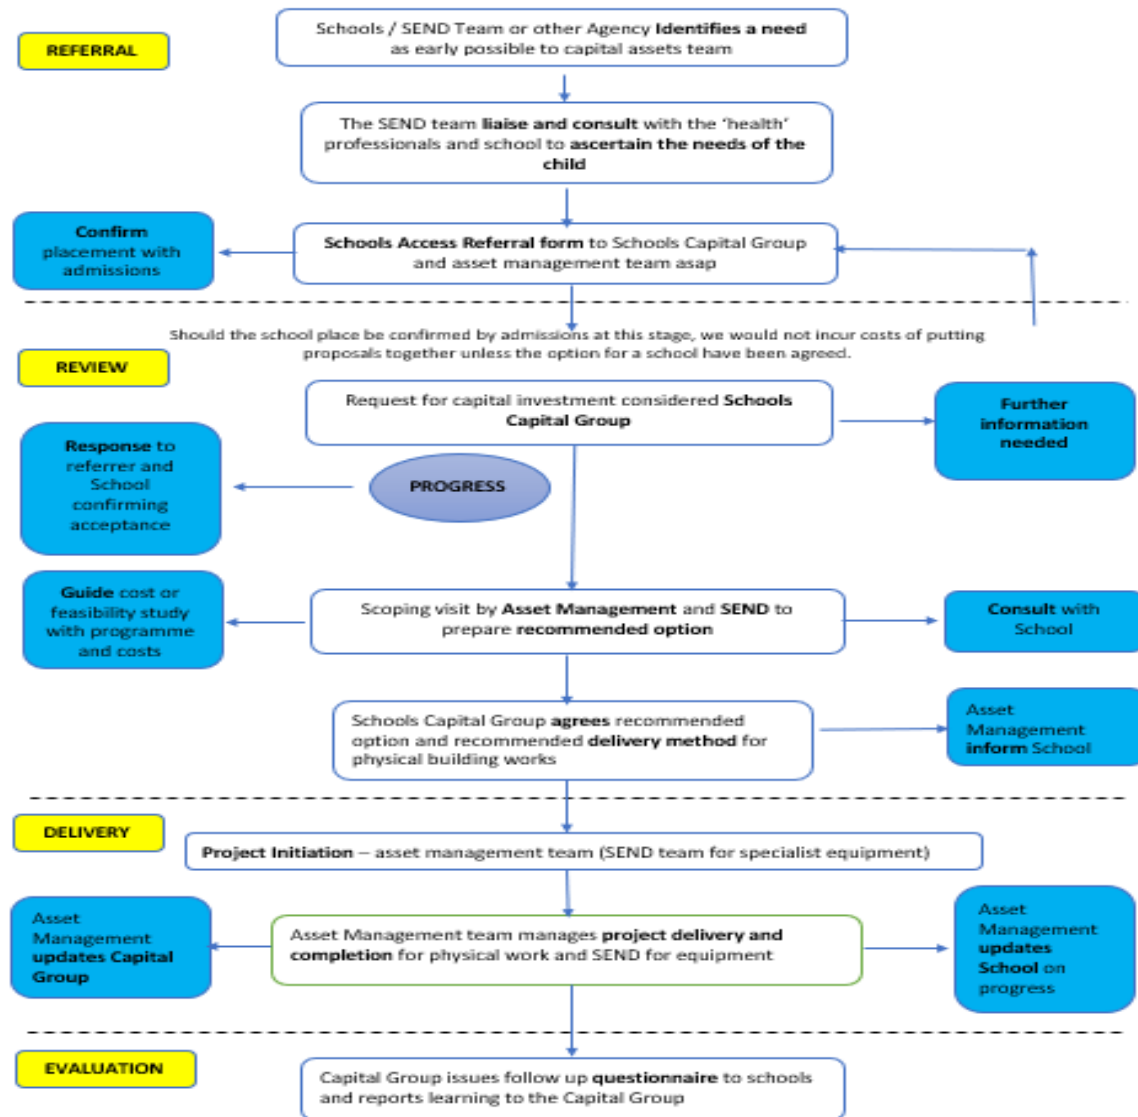 Schools / SEND Team or other Agency Identifies a need
as early possible to capital assets team
REFERRAL
The SEND team liaise and consult with the ‘health’
professionals and school to ascertain the needs of the
child
Confirm
placement with
admissions
Schools Access Referral form to Schools Capital Group
and asset management team asap
Should the school place be confirmed by admissions at this stage, we would not incur costs of putting
proposals together unless the option for a school have been agreed.
REVIEW
Request for capital investment considered Schools
Capital Group
Further
information
needed
Response to
referrer and
School
confirming
acceptance
PROGRESS
Guide cost or
feasibility study
with programme
and costs
Scoping visit by Asset Management and SEND to
prepare recommended option
Consult with
School
Schools Capital Group agrees recommended
option and recommended delivery method for
physical building works
Asset
Management
inform School
DELIVERY
Project Initiation – asset management team (SEND team for specialist equipment)
Asset
Management
updates Capital
Group
Asset Management team manages project delivery and
completion for physical work and SEND for equipment
Asset
Management
updates
School on
progress
EVALUATION
Capital Group issues follow up questionnaire to schools
and reports learning to the Capital Group